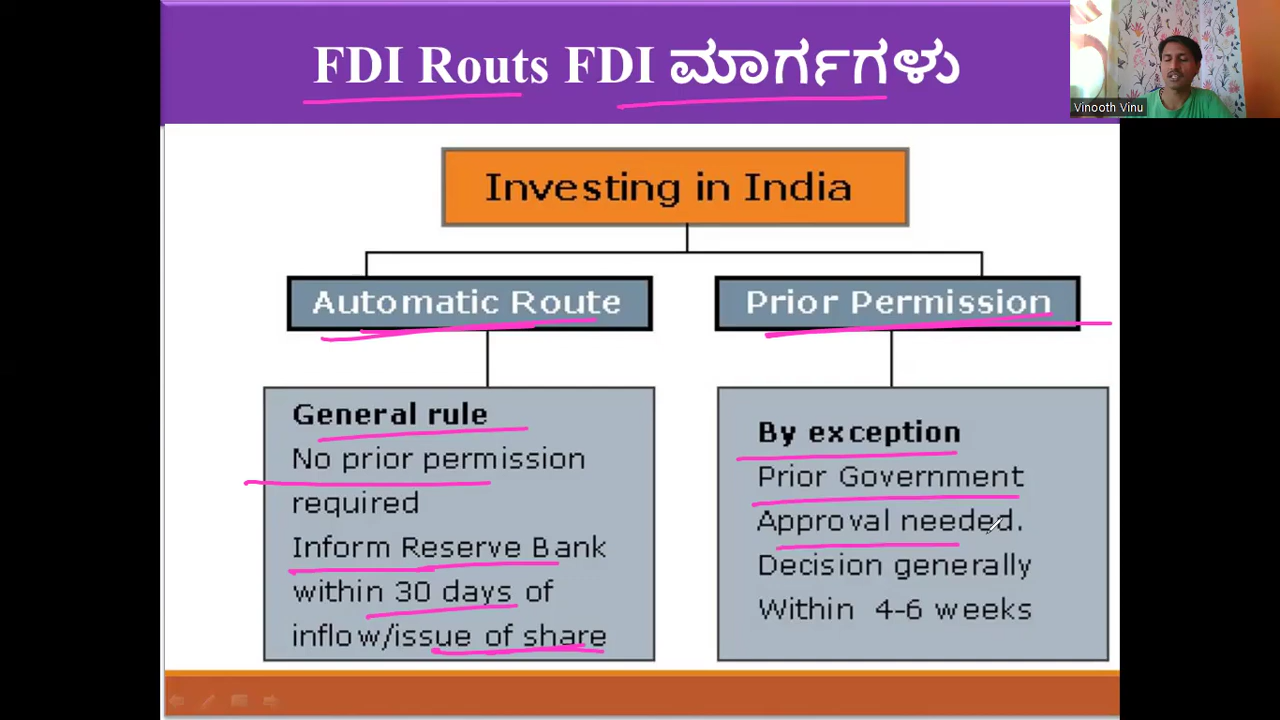 FDI Routs FDI ಮಾರ್ಗಗಳು
Vinooth Vinu
Investing in India
Automatic Route
Prior Permission
General rule
No prior permission
required
Inform Reserve Bank
within 30 days of
inflow/issue of share
By exception
Prior Government
Approval needed.
Decision generally
Within 4-6 weeks